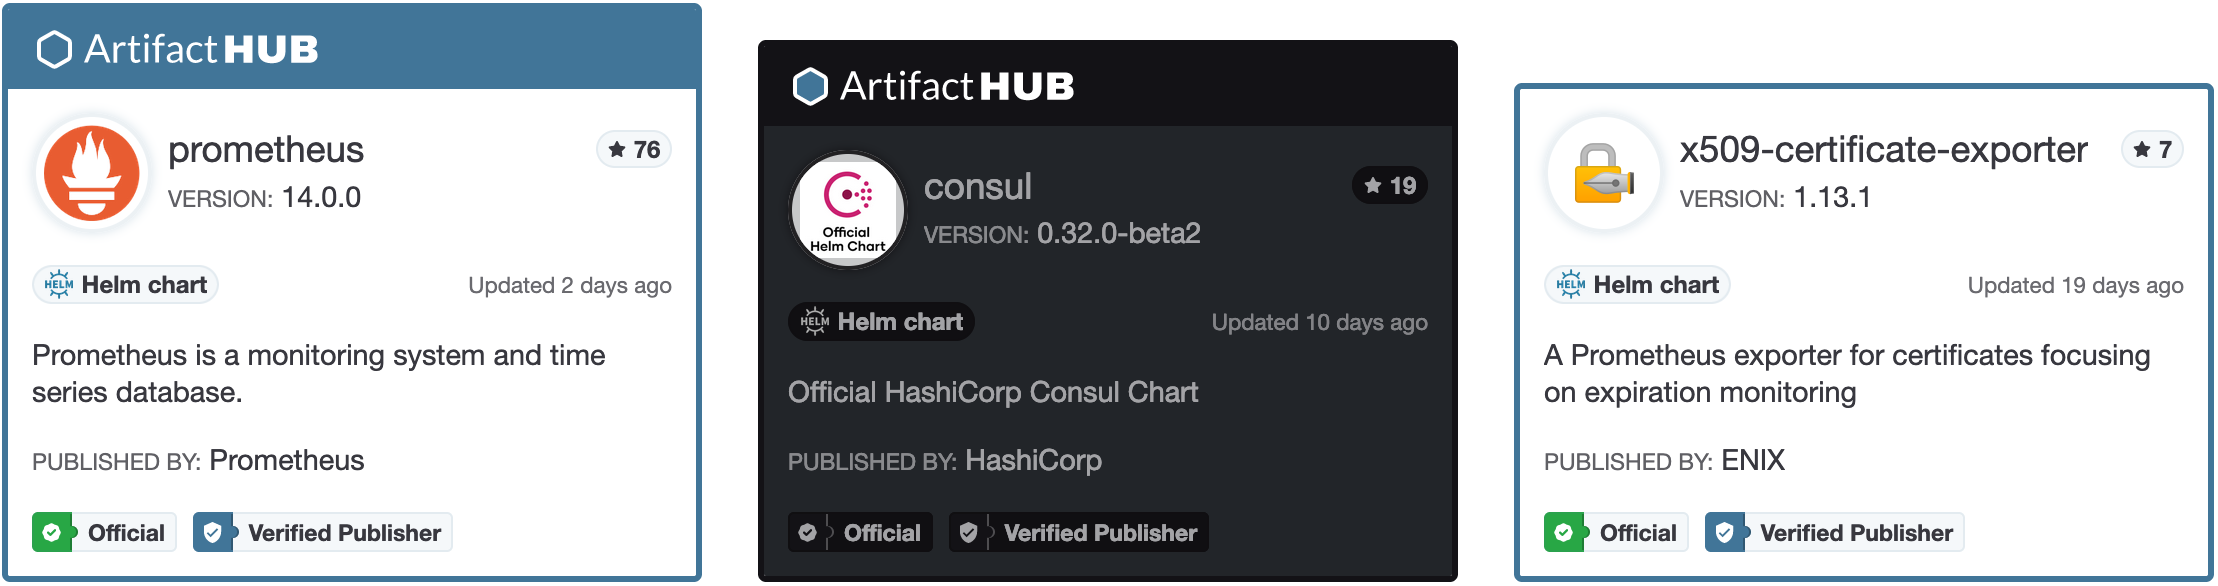 Artifact HUB
prometheus
★ 76
VERSION: 14.0.0
HELM Helm chart
Updated 2 days ago
Prometheus is a monitoring system and time
series database.
PUBLISHED BY: Prometheus
Official
Verified Publisher
Artifact HUB
Official
Helm Chart
consul
★ 19
VERSION: 0.32.0-beta2
HELM Helm chart
Updated 10 days ago
Official HashiCorp Consul Chart
PUBLISHED BY: HashiCorp
Official
Verified Publisher
x509-certificate-exporter
★ 7
VERSION: 1.13.1
HELM Helm chart
Updated 19 days ago
A Prometheus exporter for certificates focusing
on expiration monitoring
PUBLISHED BY: ENIX
Official
Verified Publisher